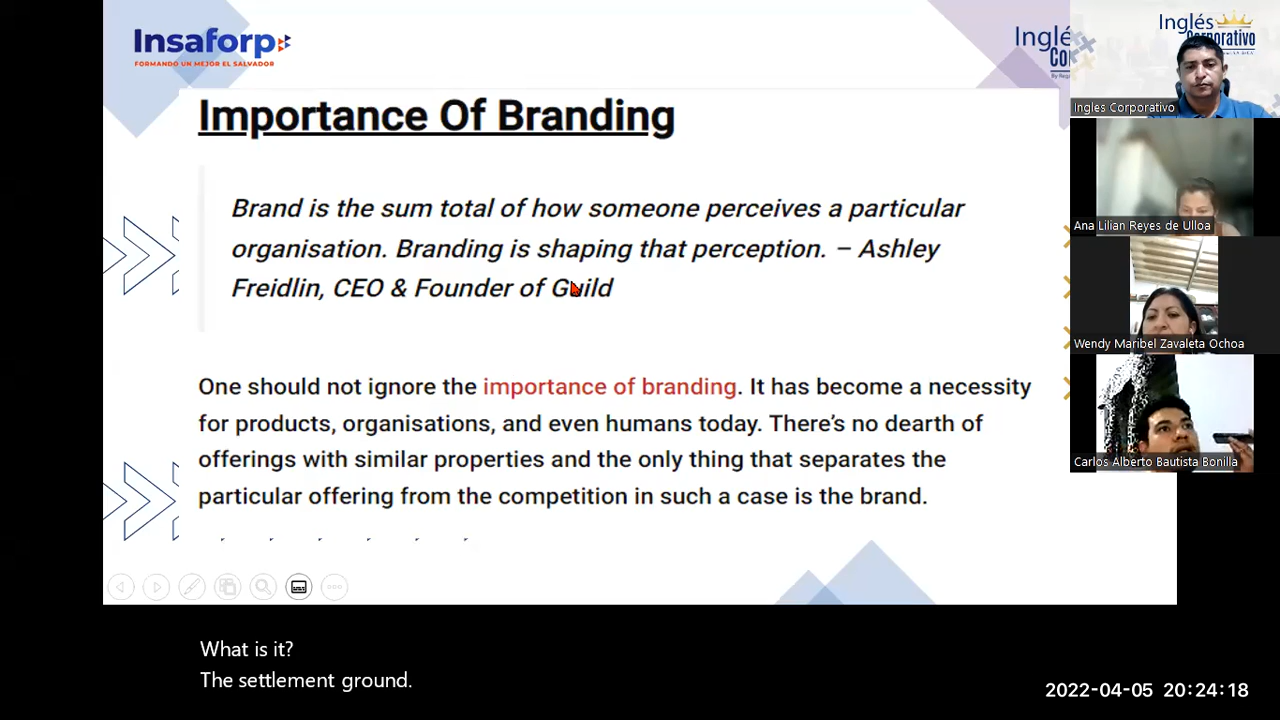 Insaforp
FORMANDO UN MEJOR EL SALVADOR
Inglé
Co
By Rega
Importance Of Branding
Brand is the sum total of how someone perceives a particular
organisation. Branding is shaping that perception. – Ashley
Freidlin, CEO & Founder of Guild
One should not ignore the importance of branding. It has become a necessity
for products, organisations, and even humans today. There's no dearth of
offerings with similar properties and the only thing that separates the
particular offering from the competition in such a case is the brand.
Inglés
Corporativo
Ingles Corporativo
Ana Lilian Reyes de Ulloa
Wendy Maribel Zavaleta Ochoa
Carlos Alberto Bautista Bonilla
What is it?
The settlement ground.
2022-04-05 20:24:18